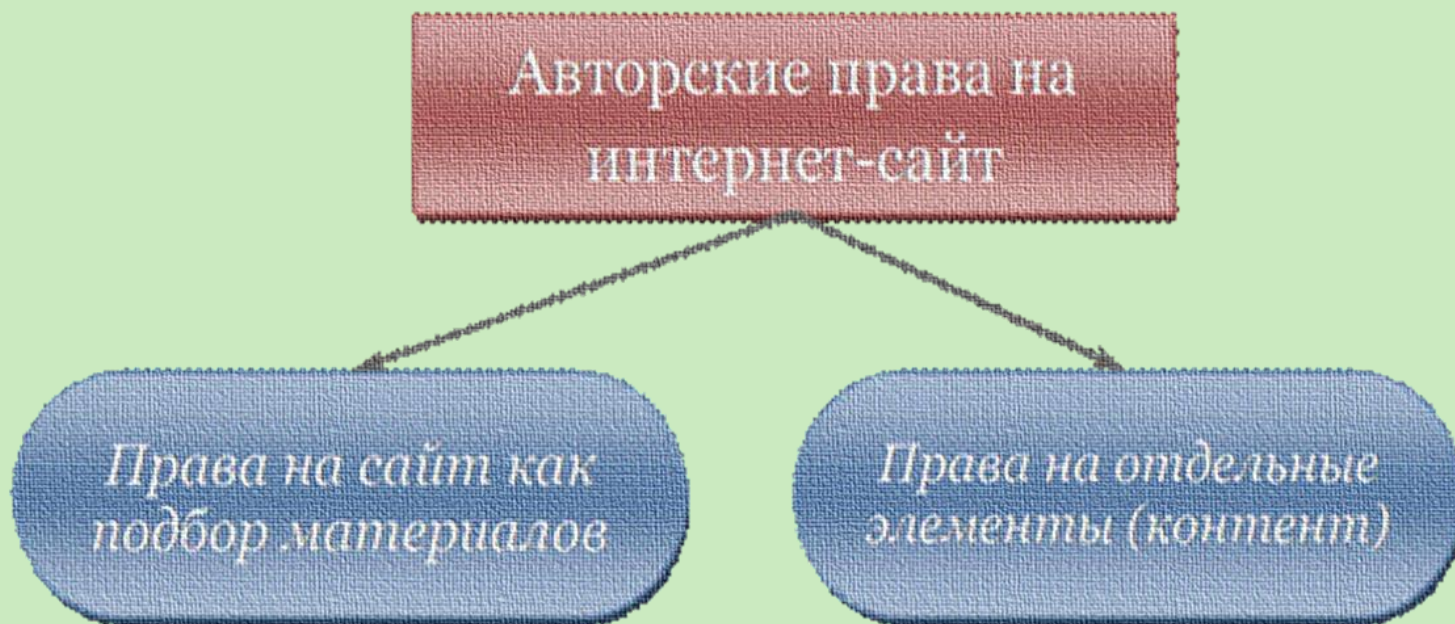 Авторские права на
интернет-сайт
Права на сайт как
подбор материалов
Права на отдельные
элементы (контент)